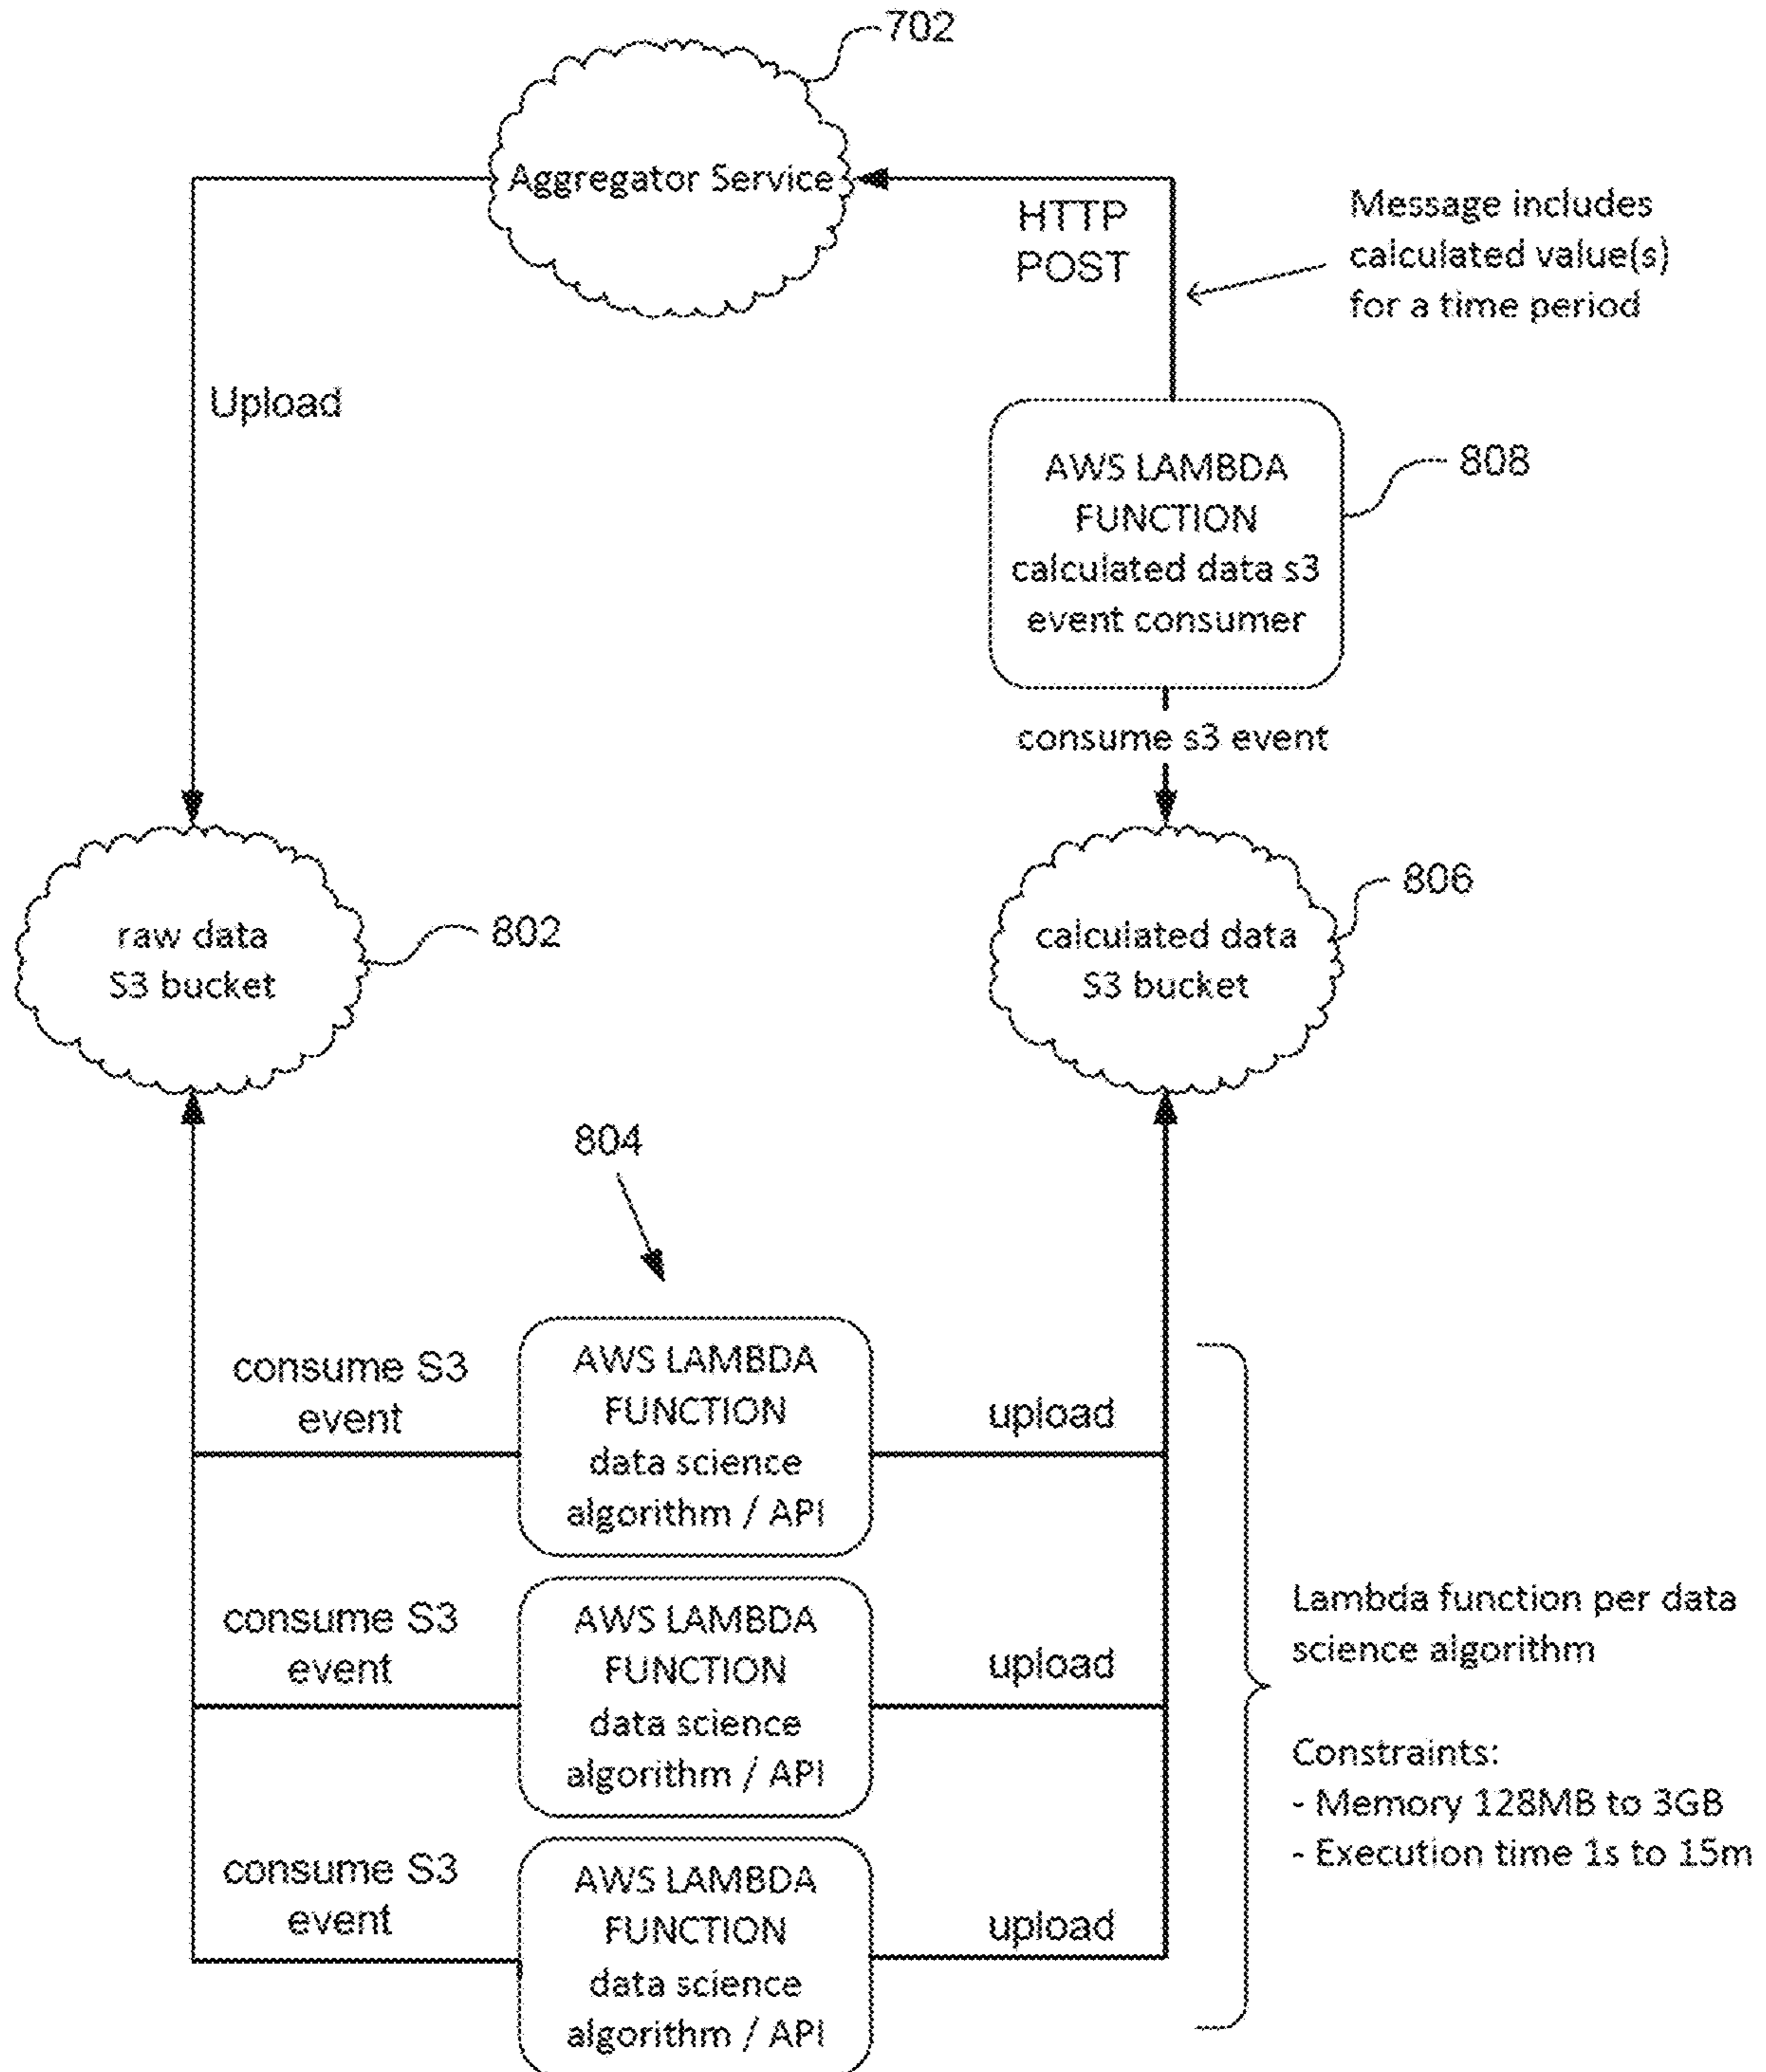 702
Aggregator Service
HTTP
POST
Message includes
calculated value(s)
for a time period
Upload
AWS LAMBDA
FUNCTION
calculated data s3
event consumer
808
consume s3 event
raw data
S3 bucket
802
calculated data
S3 bucket
806
804
consume S3
event
AWS LAMBDA
FUNCTION
data science
algorithm / API
upload
consume S3
event
AWS LAMBDA
FUNCTION
data science
algorithm / API
upload
consume S3
event
AWS LAMBDA
FUNCTION
data science
algorithm / API
upload
Lambda function per data
science algorithm
Constraints:
- Memory 128MB to 3GB
- Execution time 1s to 15m